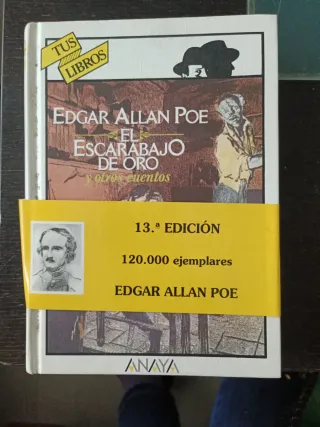 TUS
LIBROS
EDGAR ALLAN POE
EL
ESCARABAJO
DE ORO
y otros cuentos
13.ª EDICIÓN
120.000 ejemplares
EDGAR ALLAN POE
ANAYA